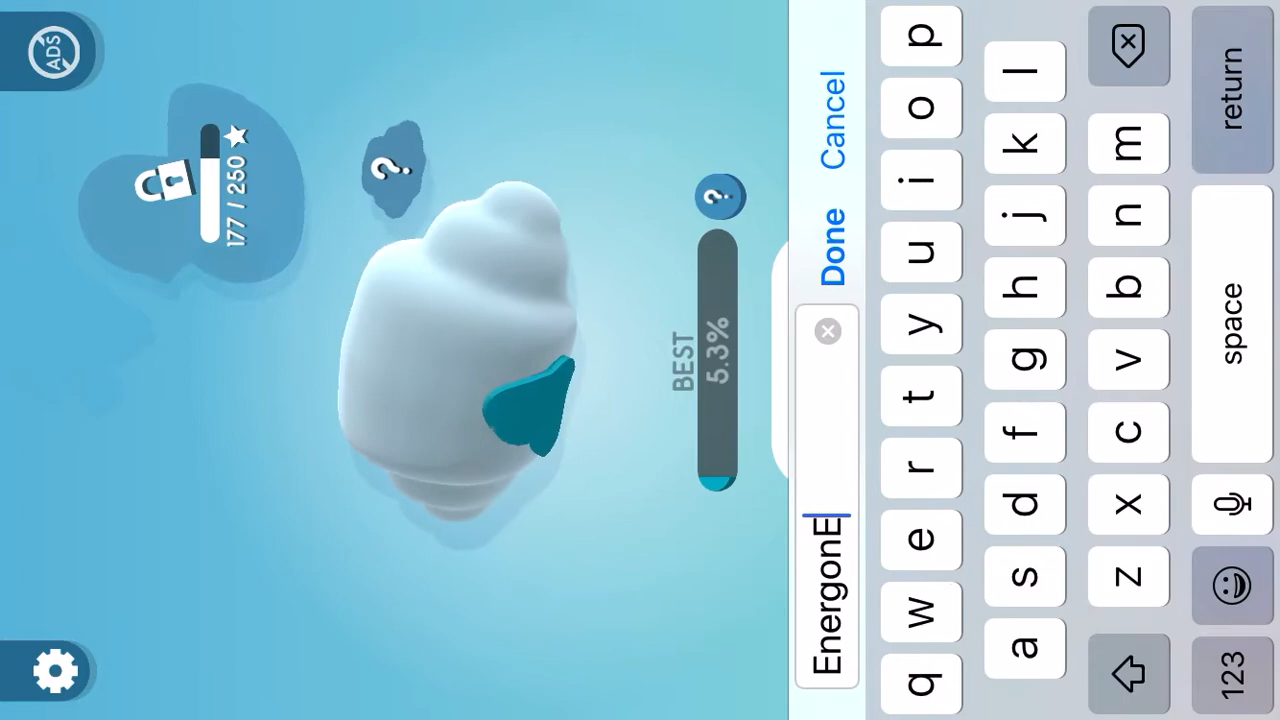 ADS
177 / 250
?
?
BEST
5.3%
EnergonE
Done Cancel
q w e r t y u i o p
a s d f g h j k l
z x c v b n m
123 space return